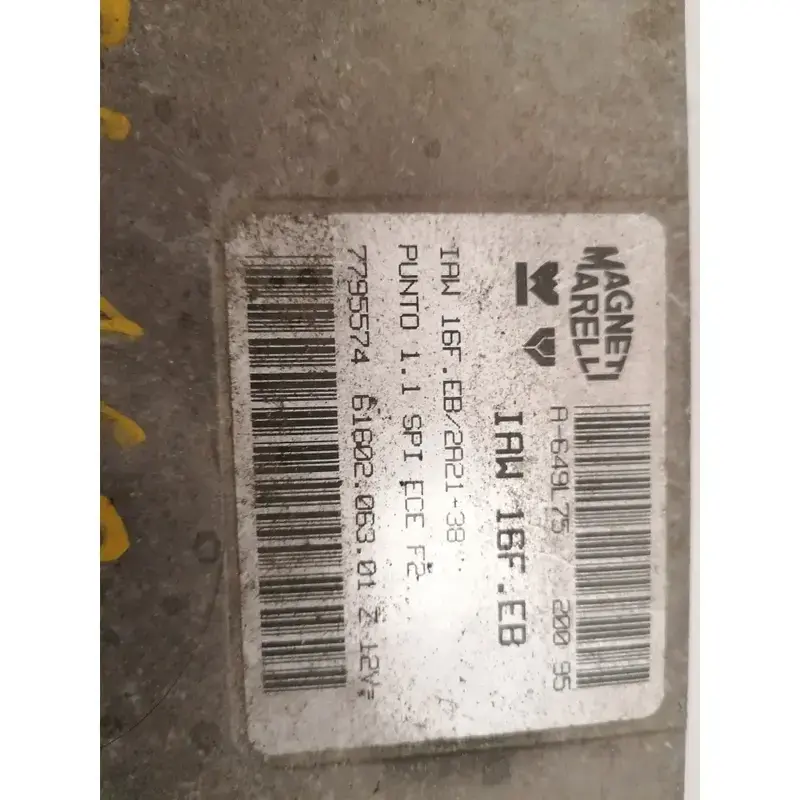 MAGNETI
MARELLI
A-649L75 200 95
IAW 16F.EB
IAW 16F.EB/2A21-38
PUNTO 1.1 SPI ECE F2
7795574 61602.063.01 Z 12V=